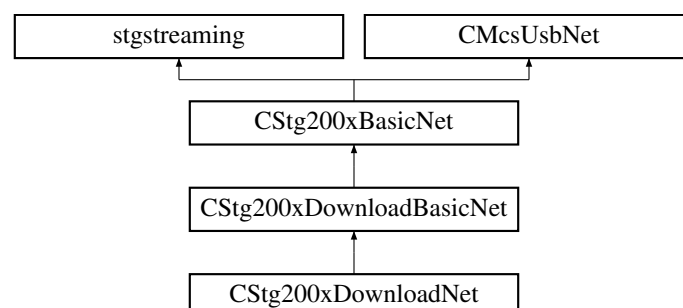 stgstreaming
CMcsUsbNet
CStg200xBasicNet
CStg200xDownloadBasicNet
CStg200xDownloadNet